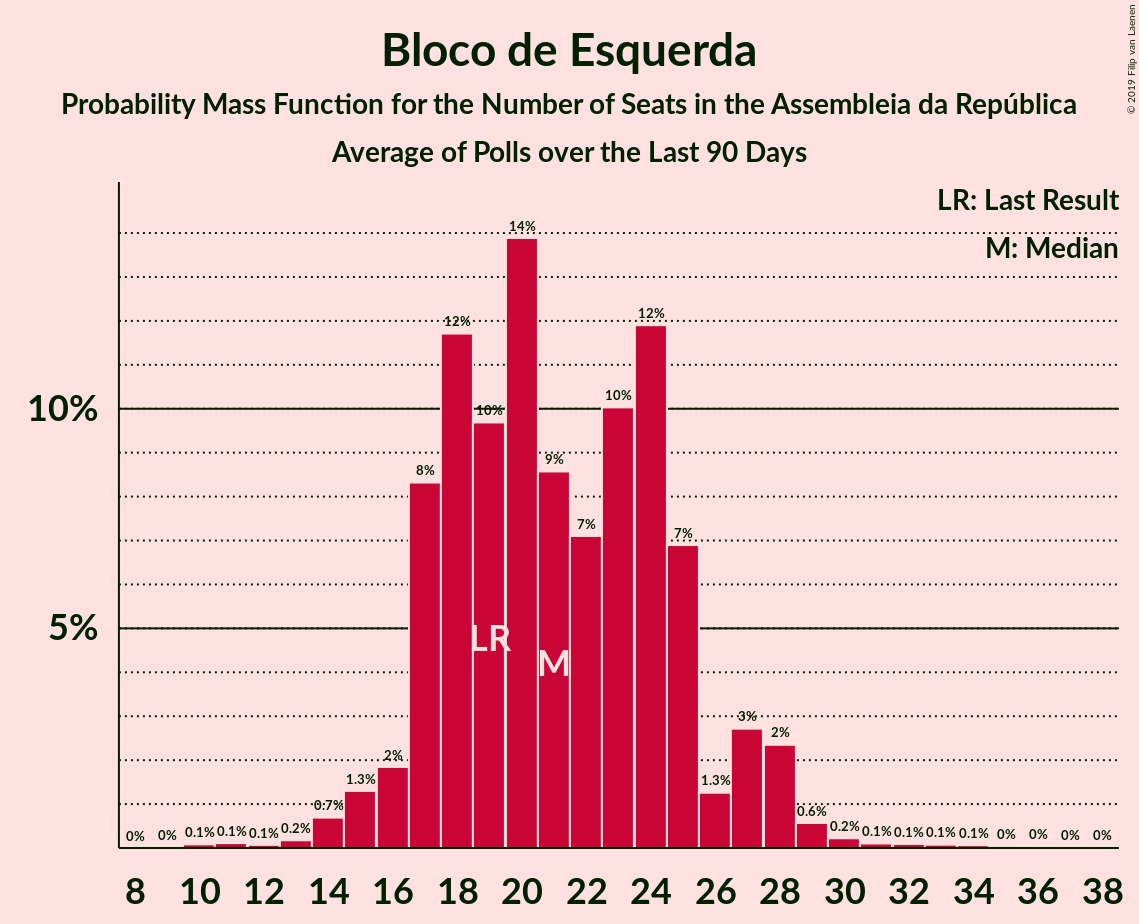 Bloco de Esquerda
Probability Mass Function for the Number of Seats in the Assembleia da República
Average of Polls over the Last 90 Days
© 2019 Filip van Laenen
LR: Last Result
M: Median
10%
5%
0% 0% 0.1% 0.1% 0.1% 0.2% 0.7% 1.3% 2% 8% 12% 10% 14% 9% 7% 10% 12% 7% 1.3% 3% 2% 0.6% 0.2% 0.1% 0.1% 0.1% 0.1% 0% 0% 0% 0%
LR
M
8 10 12 14 16 18 20 22 24 26 28 30 32 34 36 38